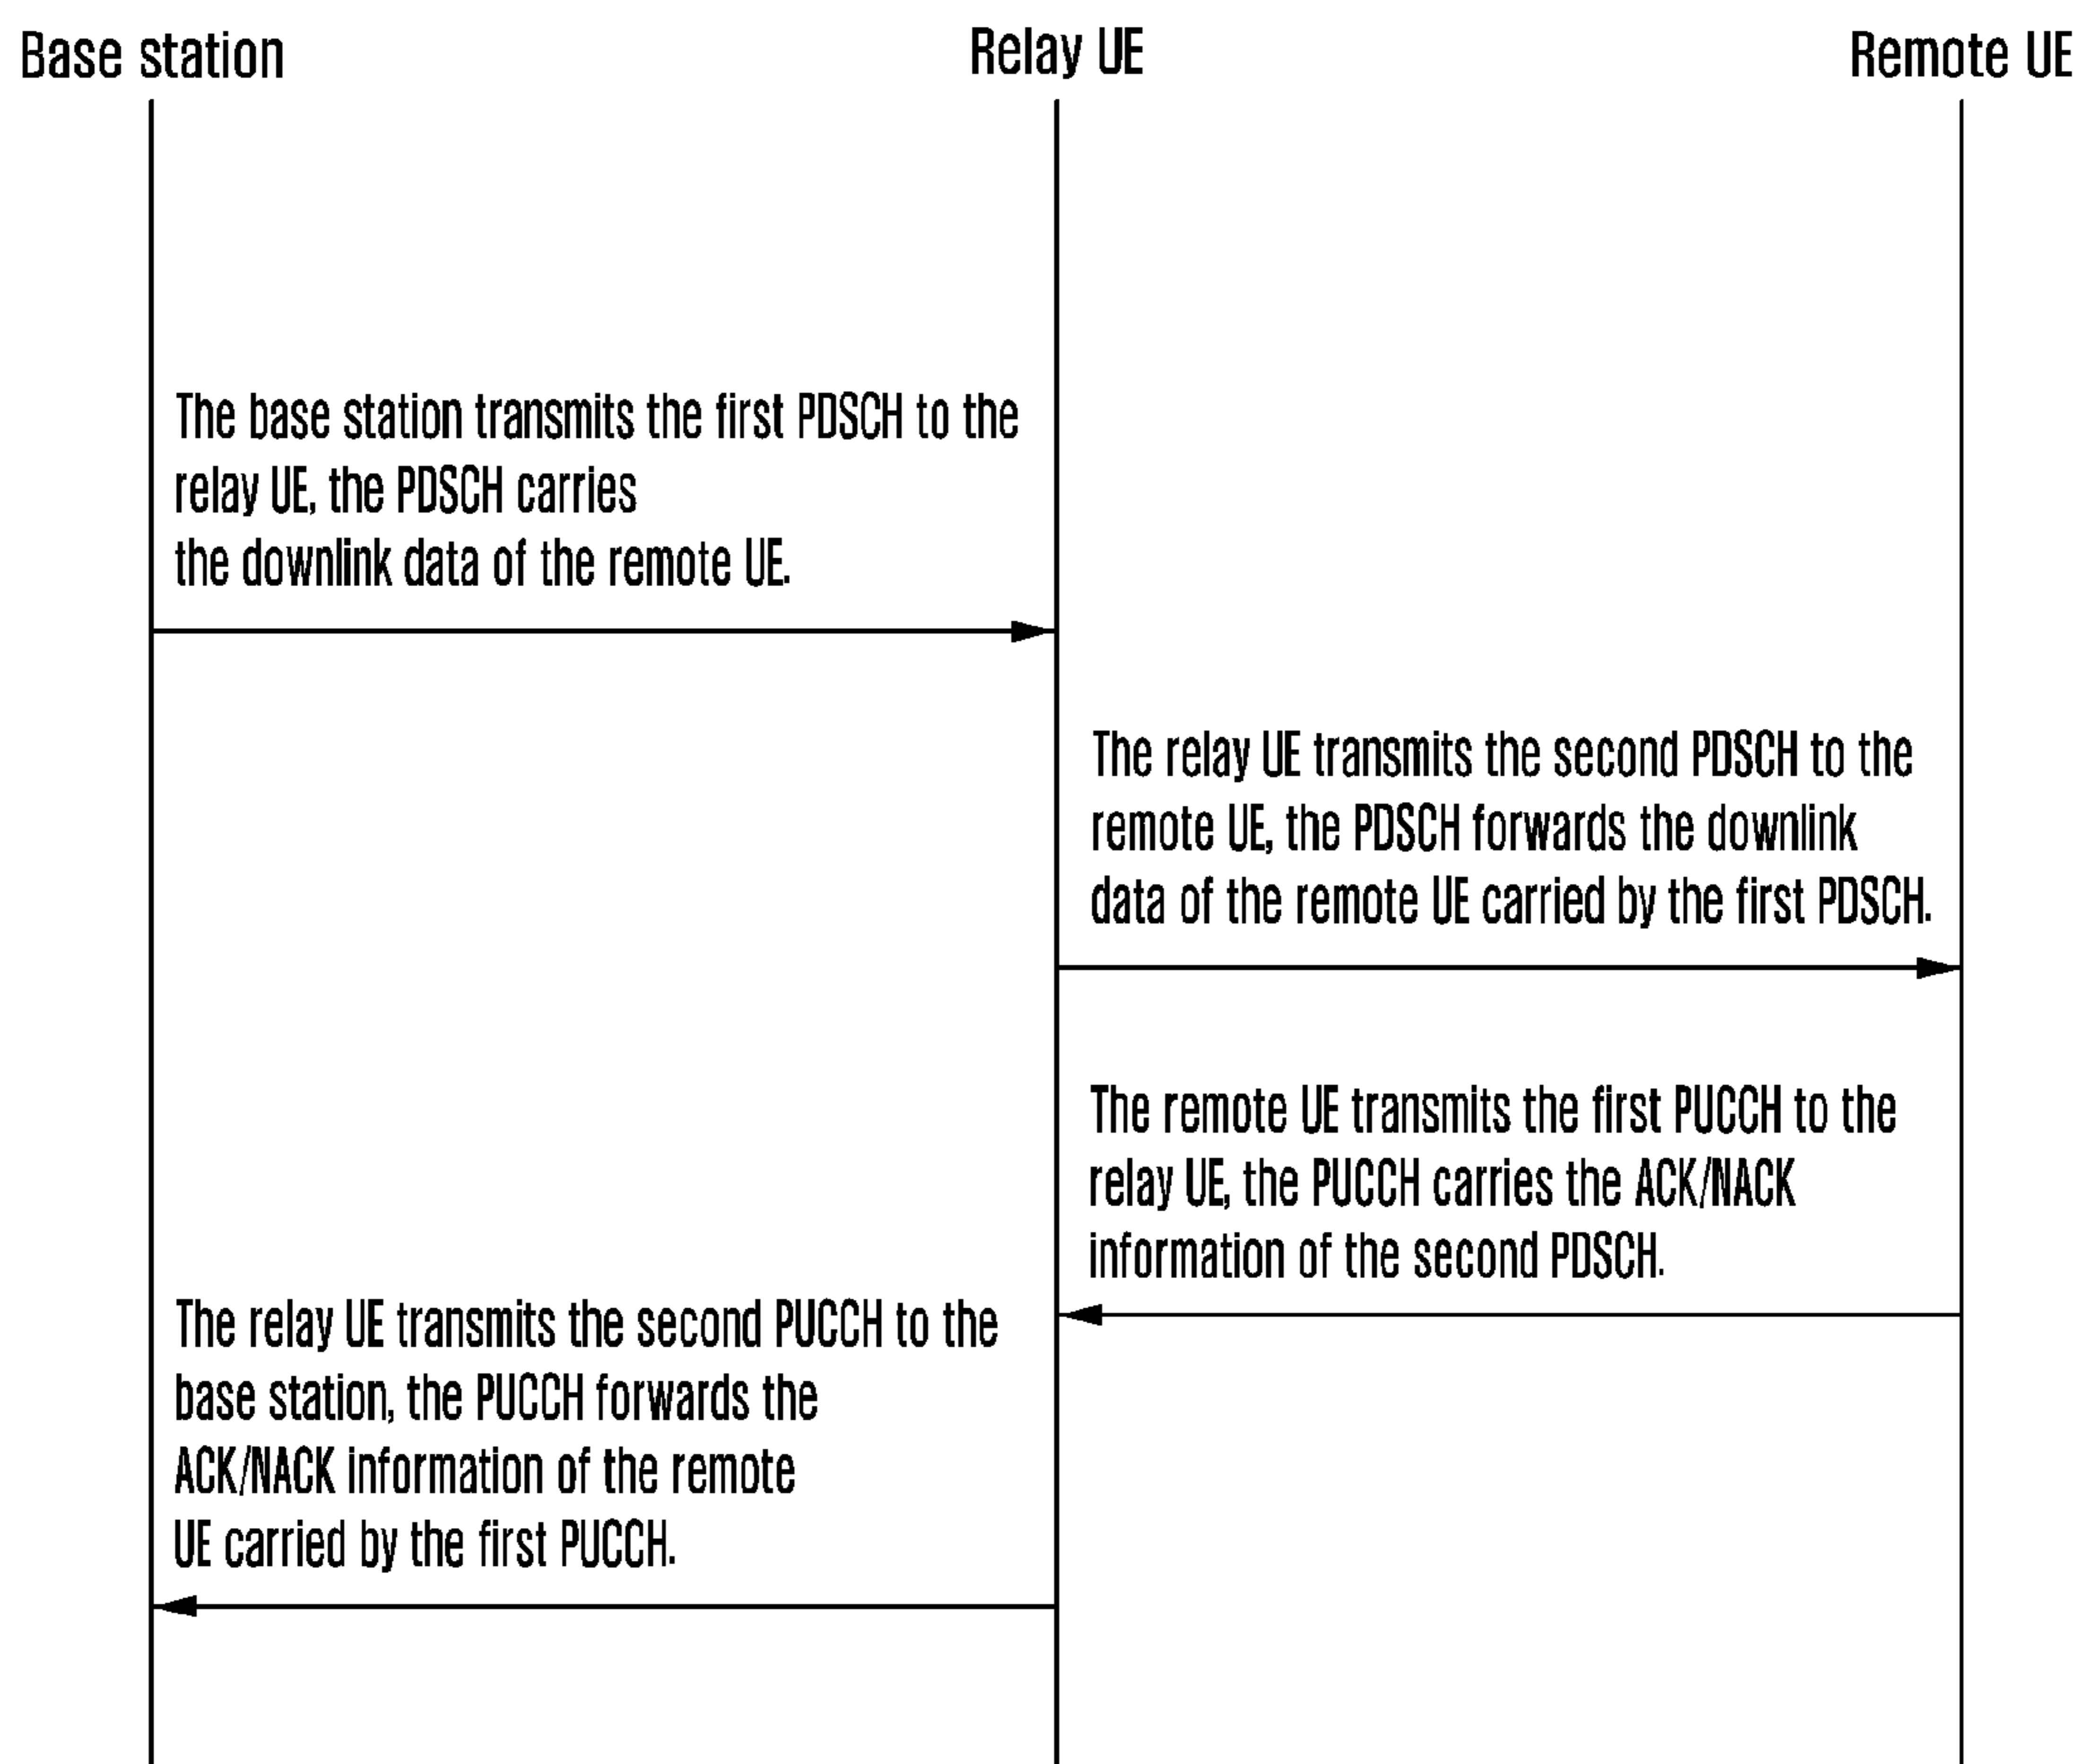 Base station
Relay UE
Remote UE
The base station transmits the first PDSCH to the
relay UE, the PDSCH carries
the downlink data of the remote UE.
The relay UE transmits the second PDSCH to the
remote UE, the PDSCH forwards the downlink
data of the remote UE carried by the first PDSCH.
The remote UE transmits the first PUCCH to the
relay UE, the PUCCH carries the ACK/NACK
information of the second PDSCH.
The relay UE transmits the second PUCCH to the
base station, the PUCCH forwards the
ACK/NACK information of the remote
UE carried by the first PUCCH.